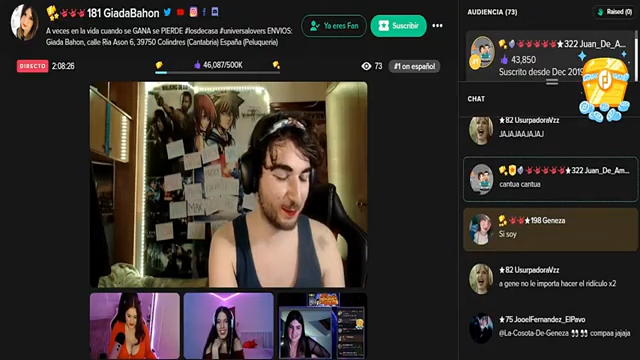 181 GiadaBahon
A veces en la vida cuando se GANA se PIERDE #losdecasa #universalovers ENVIOS:
Giada Bahon, calle Ria Ason 6, 39750 Colindres (Cantabria) España (Peluqueria)
Ya eres Fan
Suscribir
DIRECTO
2:08:26
46,087/500K
73
#1 on español
AUDIENCIA (73)
Raised (0)
322 Juan_De_A...
43,850
Suscrito desde Dec 2019
CHAT
82 UsurpadoraVzz
JAJAJAAJAJAJ
322 Juan_De_Am...
cantua cantua
198 Geneza
Si soy
82 UsurpadoraVzz
a gene no le importa hacer el ridículo x2
75 JooelFernandez_ElPavo
@La-Cosota-De-Geneza 👀👀 compaa jajaja